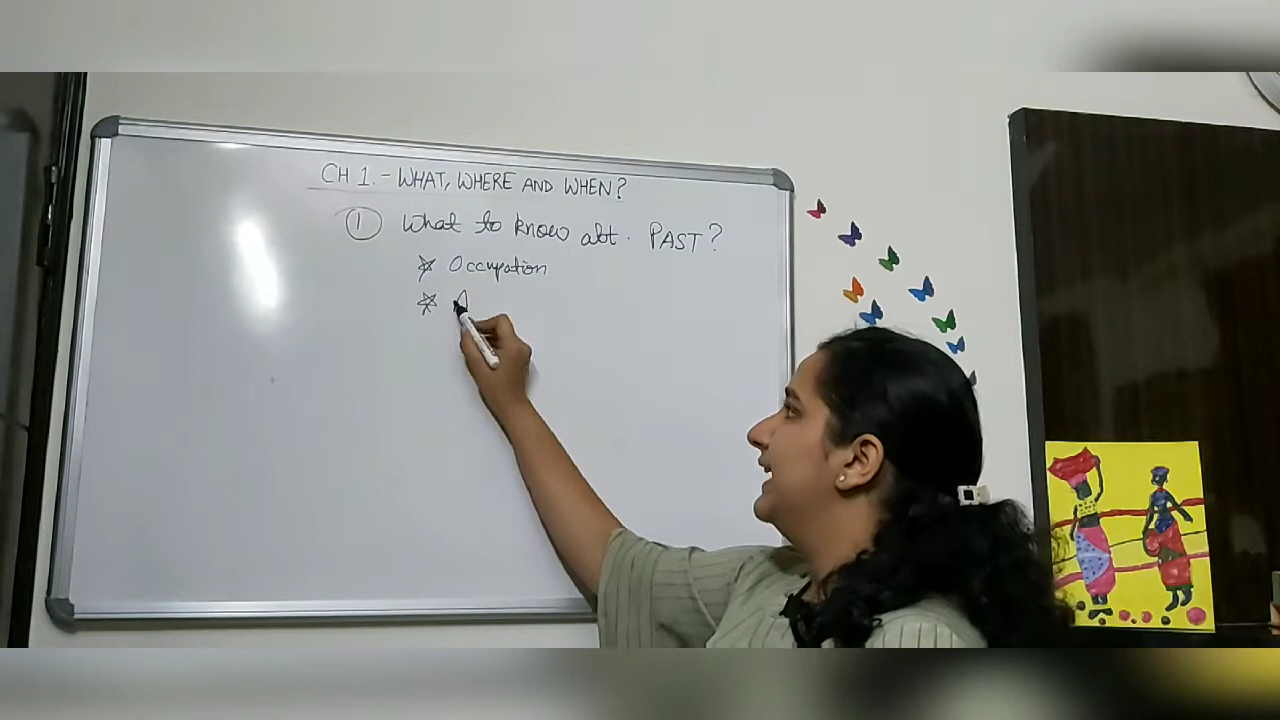 CH 1.- WHAT, WHERE AND WHEN?
① What to know abt. PAST?
☆ Occupation
☆